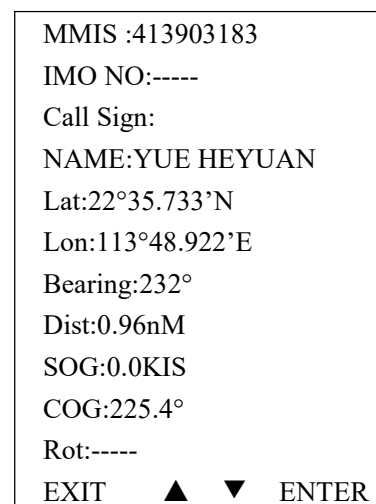 MMIS :413903183
IMO NO:-----
Call Sign:
NAME:YUE HEYUAN
Lat:22°35.733’N
Lon:113°48.922’E
Bearing:232°
Dist:0.96nM
SOG:0.0KIS
COG:225.4°
Rot:-----
EXIT ▲ ▼ ENTER